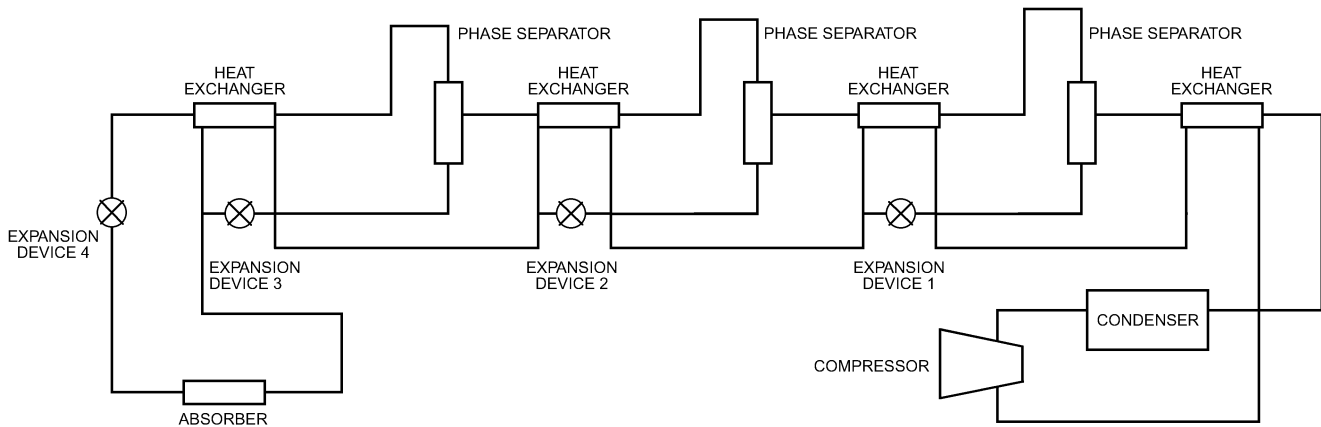 PHASE SEPARATOR
PHASE SEPARATOR
PHASE SEPARATOR
HEAT
EXCHANGER
HEAT
EXCHANGER
HEAT
EXCHANGER
HEAT
EXCHANGER
EXPANSION
DEVICE 4
EXPANSION
DEVICE 3
EXPANSION
DEVICE 2
EXPANSION
DEVICE 1
CONDENSER
COMPRESSOR
ABSORBER